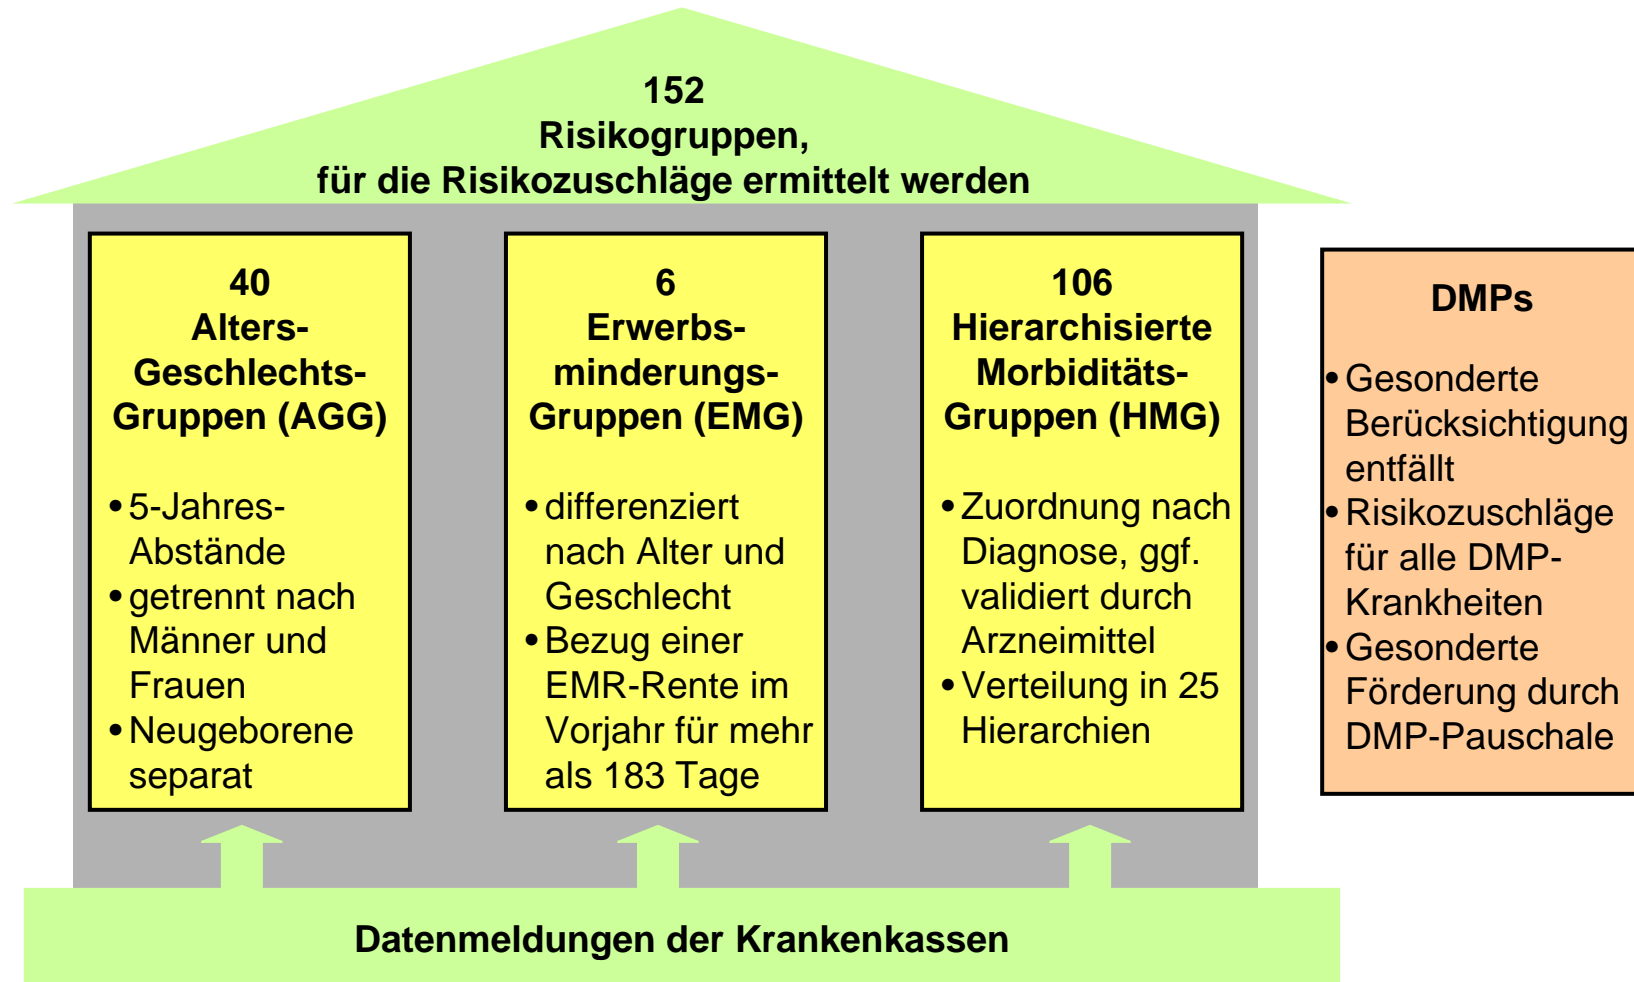 152
Risikogruppen,
für die Risikozuschläge ermittelt werden
40
Alters-
Geschlechts-
Gruppen (AGG)
• 5-Jahres-
Abstände
• getrennt nach
Männer und
Frauen
• Neugeborene
separat
6
Erwerbs-
minderungs-
Gruppen (EMG)
• differenziert
nach Alter und
Geschlecht
• Bezug einer
EMR-Rente im
Vorjahr für mehr
als 183 Tage
106
Hierarchisierte
Morbiditäts-
Gruppen (HMG)
• Zuordnung nach
Diagnose, ggf.
validiert durch
Arzneimittel
• Verteilung in 25
Hierarchien
DMPs
• Gesonderte
Berücksichtigung
entfällt
• Risikozuschläge
für alle DMP-
Krankheiten
• Gesonderte
Förderung durch
DMP-Pauschale
Datenmeldungen der Krankenkassen